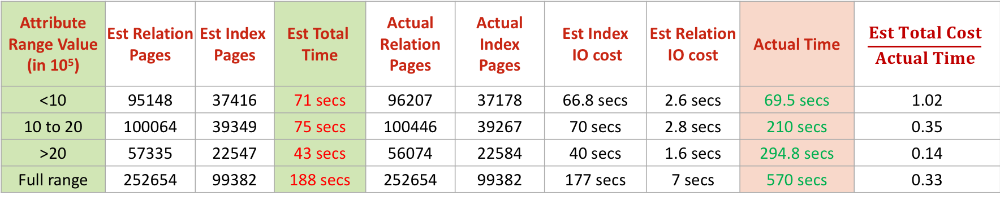 Attribute Range Value (in 10⁵) | Est Relation Pages | Est Index Pages | Est Total Time | Actual Relation Pages | Actual Index Pages | Est Index IO cost | Est Relation IO cost | Actual Time | Est Total Cost / Actual Time
<10 | 95148 | 37416 | 71 secs | 96207 | 37178 | 66.8 secs | 2.6 secs | 69.5 secs | 1.02
10 to 20 | 100064 | 39349 | 75 secs | 100446 | 39267 | 70 secs | 2.8 secs | 210 secs | 0.35
>20 | 57335 | 22547 | 43 secs | 56074 | 22584 | 40 secs | 1.6 secs | 294.8 secs | 0.14
Full range | 252654 | 99382 | 188 secs | 252654 | 99382 | 177 secs | 7 secs | 570 secs | 0.33